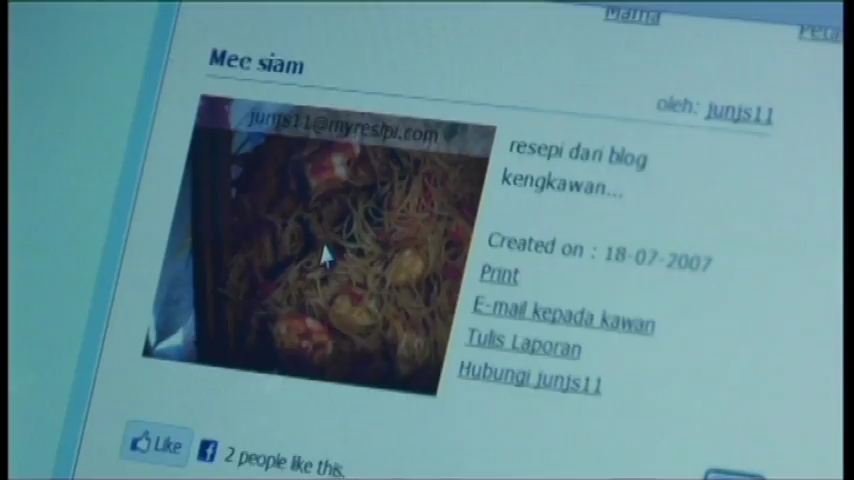 Mee siam
oleh: junjs11
junjs11@myresipi.com
resepi dari blog
kengkawan...
Created on : 18-07-2007
Print
E-mail kepada kawan
Tulis Laporan
Hubungi junjs11
Like
2 people like this.